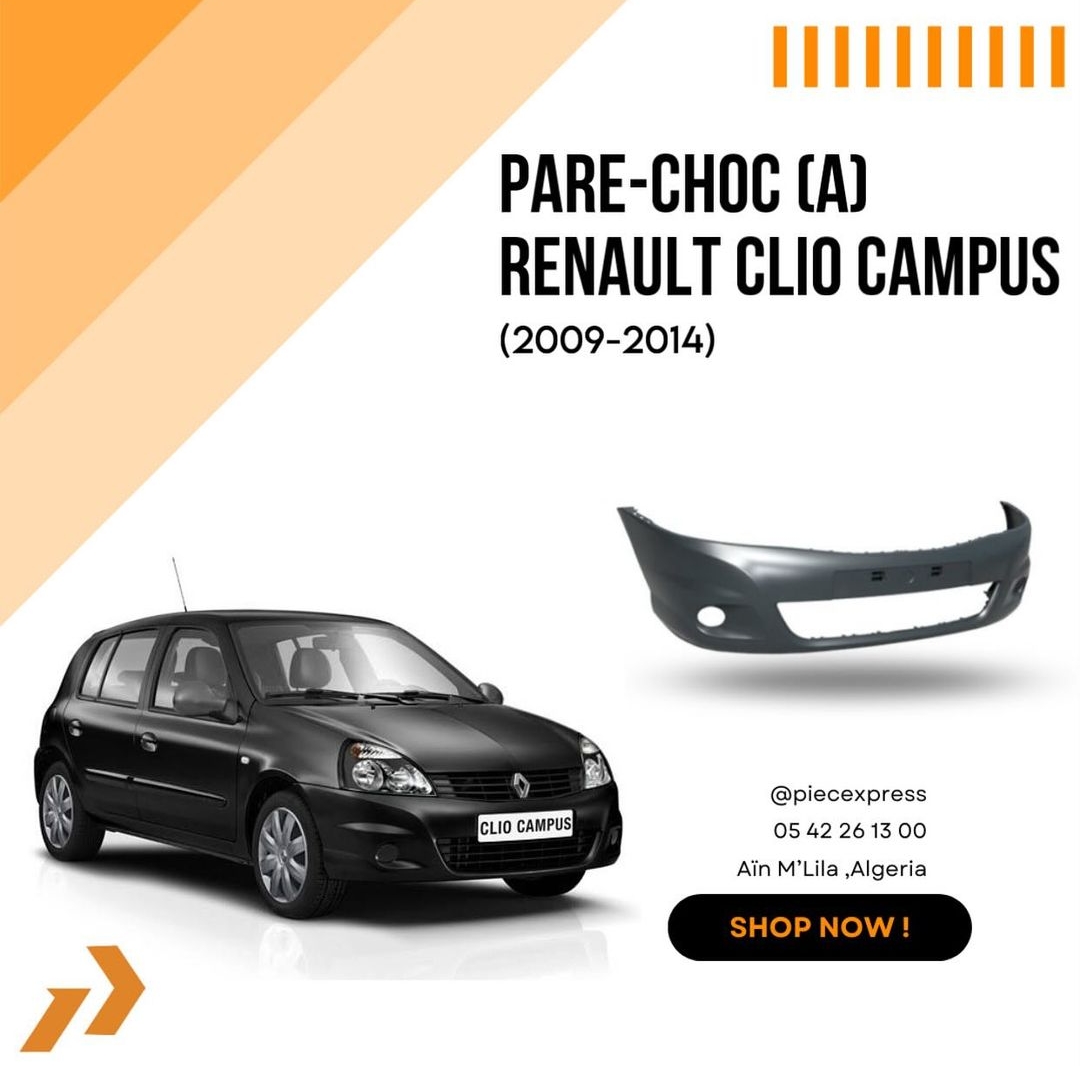 PARE-CHOC (A)
RENAULT CLIO CAMPUS
(2009-2014)
CLIO CAMPUS
@piecexpress
05 42 26 13 00
Aïn M’Lila ,Algeria
SHOP NOW !